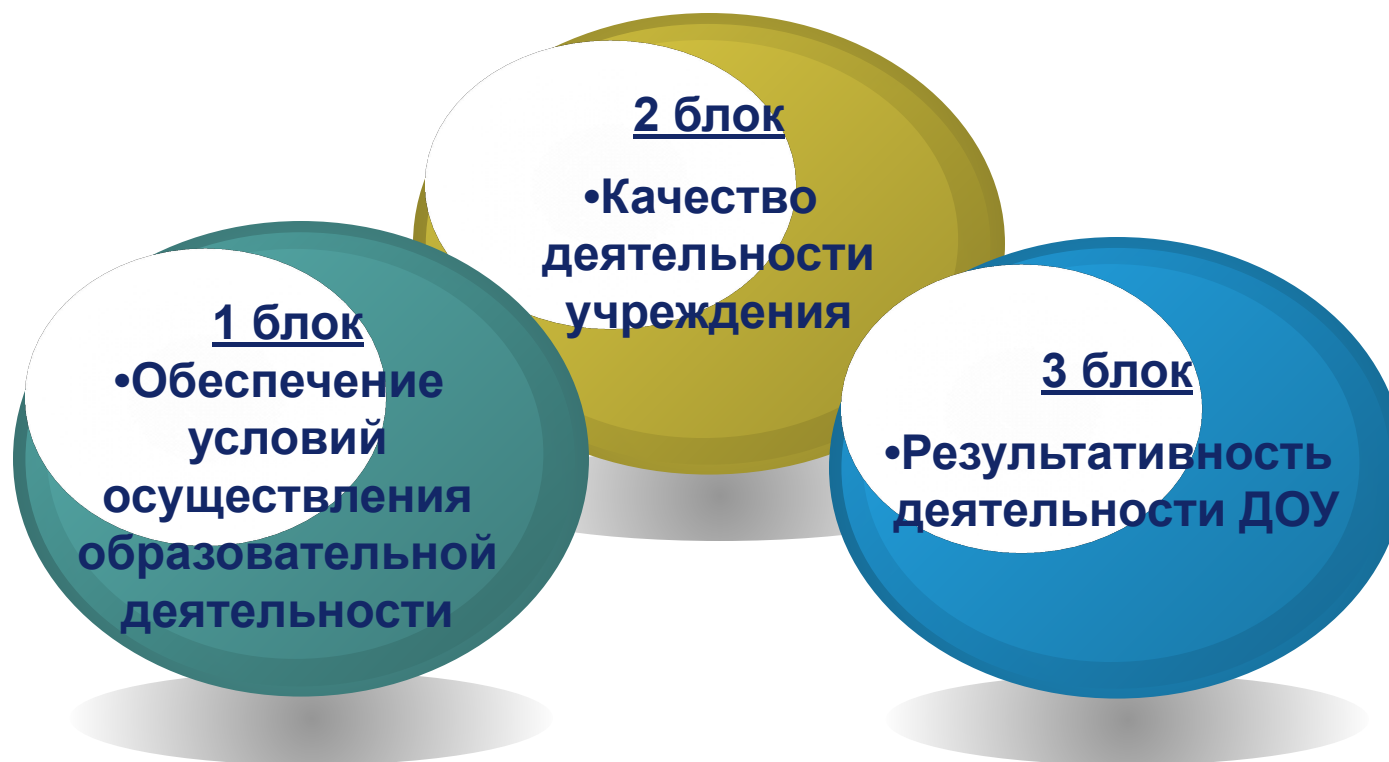 1 блок
•Обеспечение
условий
осуществления
образовательной
деятельности
2 блок
•Качество
деятельности
учреждения
3 блок
•Результативность
деятельности ДОУ